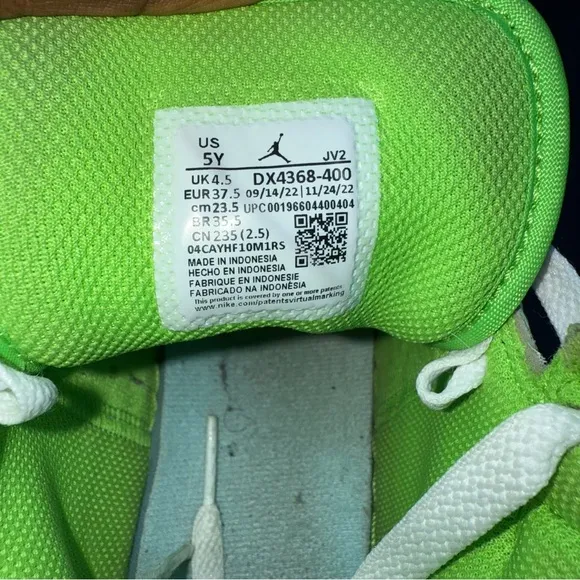 US
5Y
JV2
UK 4.5 DX4368-400
EUR 37.5 09/14/22 | 11/24/22
cm 23.5 UPC00196604400404
BR 35.5
CN 235 (2.5)
04CAYHF10M1RS
MADE IN INDONESIA
HECHO EN INDONESIA
FABRIQUE EN INDONESIE
FABRICADO NA INDONÉSIA
This product is covered by one or more patents
www.nike.com/patentsvirtualmarking